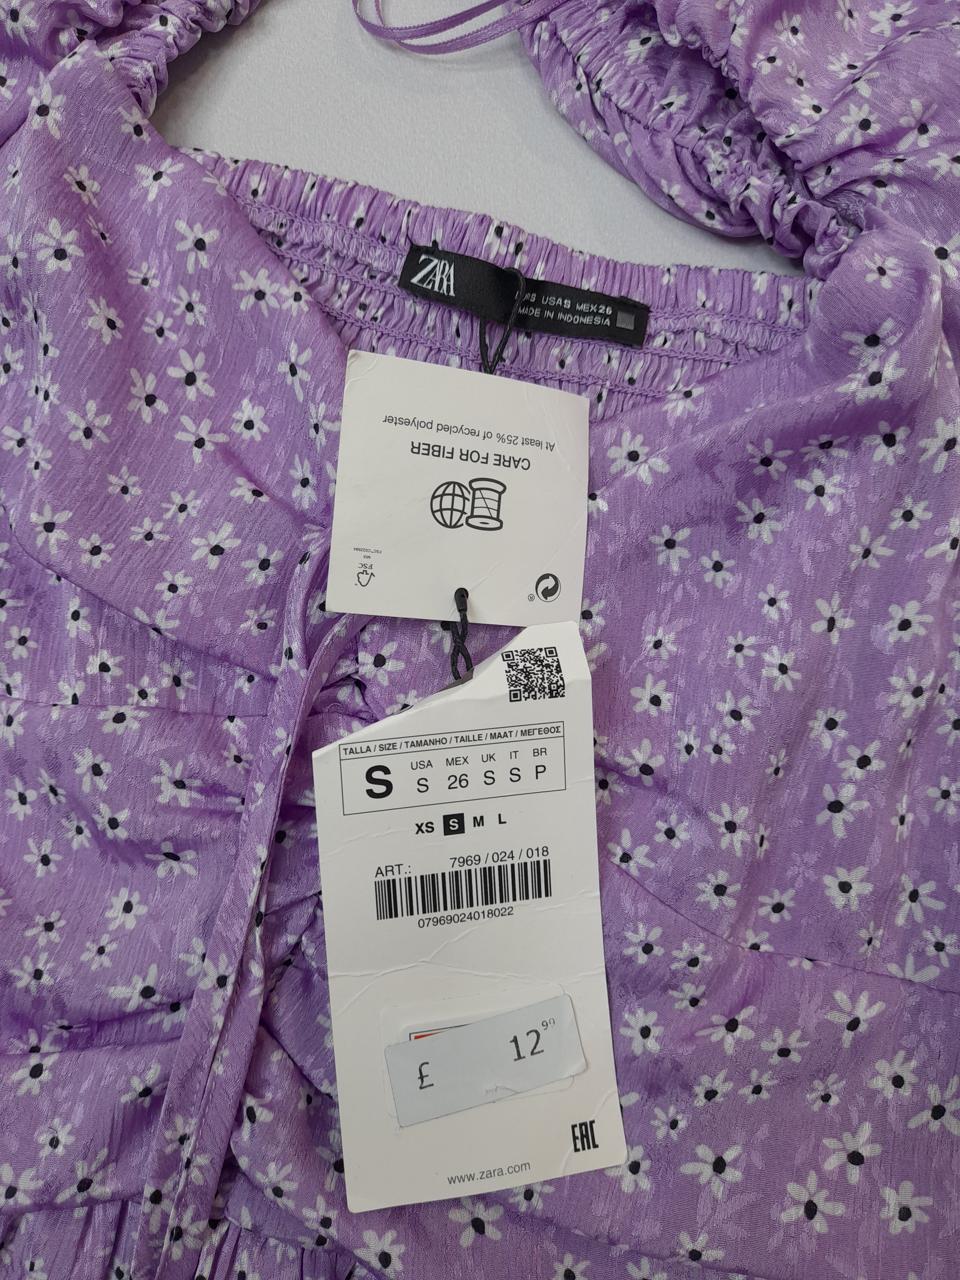 ZARA
USA S MEX 26
MADE IN INDONESIA
At least 25% of recycled polyester
CARE FOR FIBER
FSC
®
TALLA / SIZE / TAMANHO / TAILLE / MAAT / ΜΕΓΕΘΟΣ
S USA S MEX 26 UK S IT S BR P
XS S M L
ART.: 7969 / 024 / 018
07969024018022
£ 12⁹⁹
EAC
www.zara.com